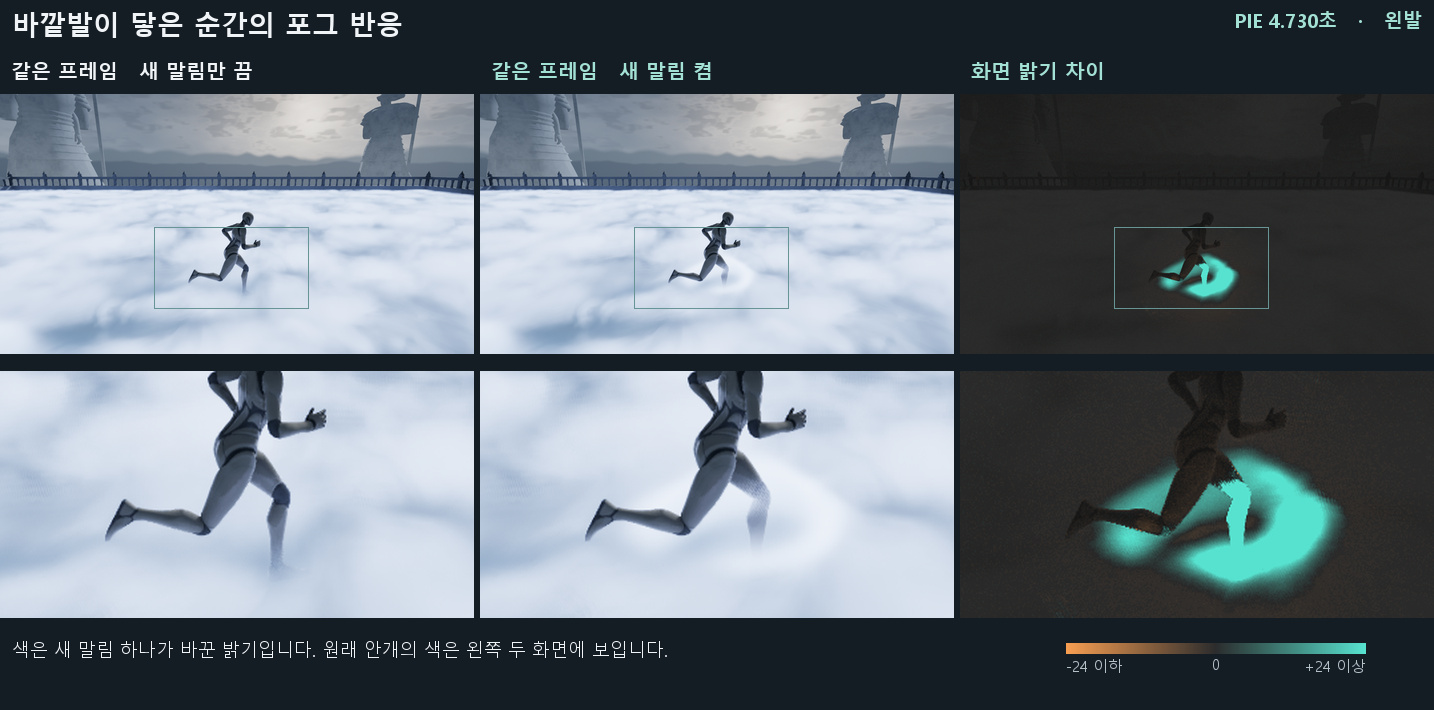 바깥발이 닿은 순간의 포그 반응
PIE 4.730초 · 왼발
같은 프레임 새 말림만 끔
같은 프레임 새 말림 켬
화면 밝기 차이
색은 새 말림 하나가 바꾼 밝기입니다. 원래 안개의 색은 왼쪽 두 화면에 보입니다.
-24 이하
0
+24 이상